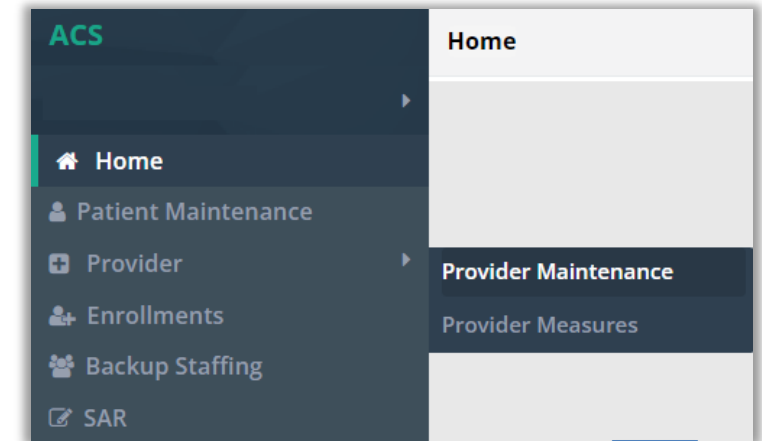 ACS
Home
Home
Patient Maintenance
Provider
Provider Maintenance
Provider Measures
Enrollments
Backup Staffing
SAR